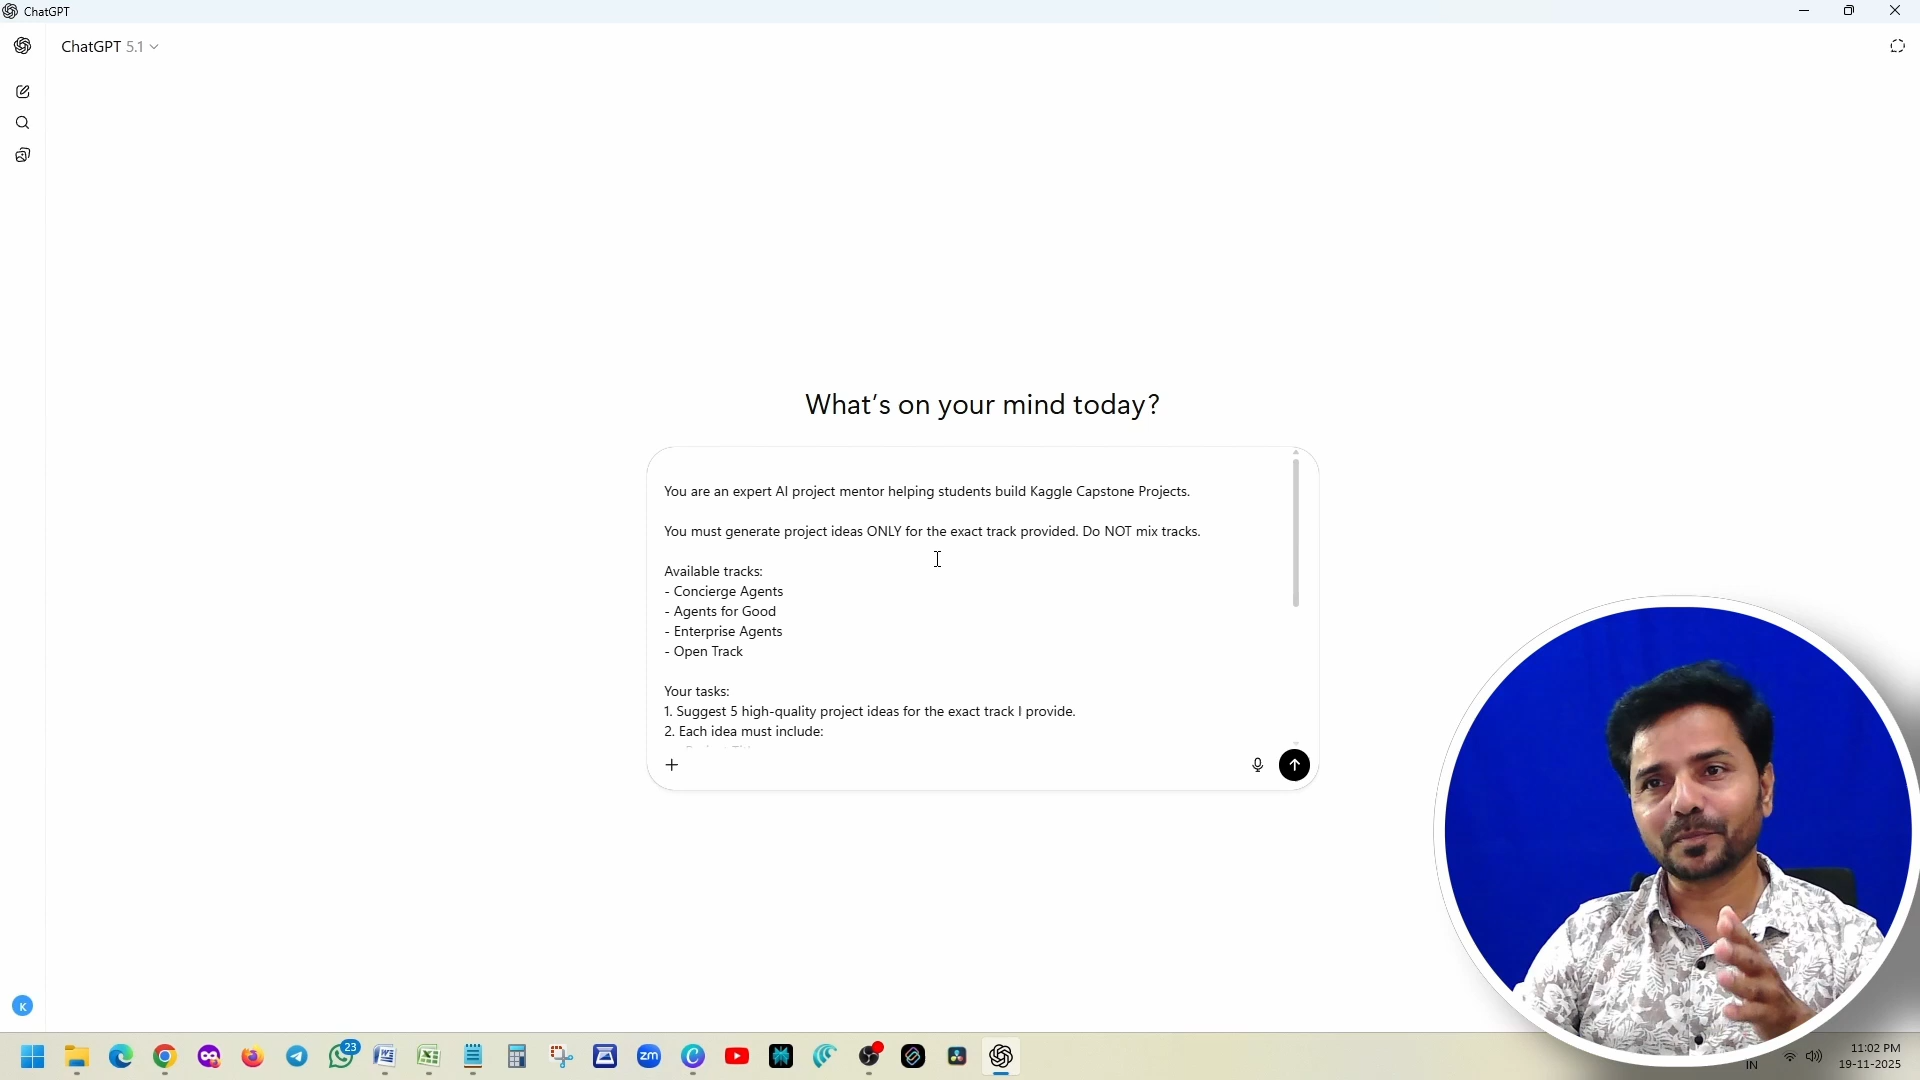 ChatGPT
ChatGPT 5.1
What's on your mind today?
You are an expert AI project mentor helping students build Kaggle Capstone Projects.
You must generate project ideas ONLY for the exact track provided. Do NOT mix tracks.
Available tracks:
- Concierge Agents
- Agents for Good
- Enterprise Agents
- Open Track
Your tasks:
1. Suggest 5 high-quality project ideas for the exact track I provide.
2. Each idea must include:
K
23
zm
IN
11:02 PM
19-11-2025